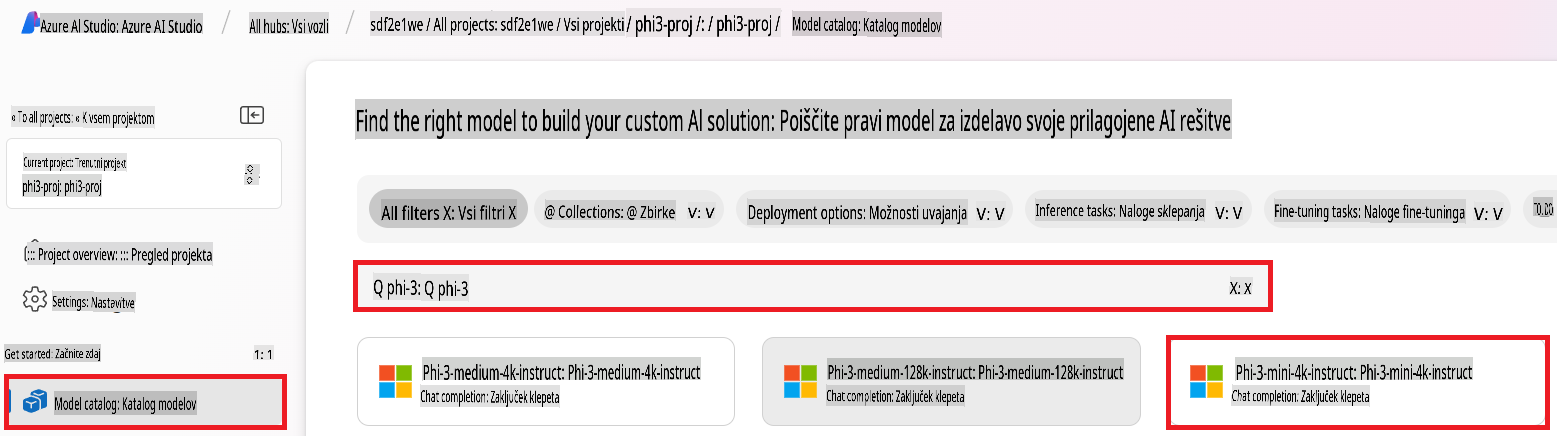 Azure AI Studio: Azure AI Studio / All hubs: Vsi vozli / sdf2e1we / All projects: sdf2e1we / Vsi projekti / phi3-proj /: / phi3-proj / Model catalog: Katalog modelov
« To all projects: « K vsem projektom
Current project: Trenutni projekt
phi3-proj: phi3-proj
::: Project overview: ::: Pregled projekta
Settings: Nastavitve
Get started: Začnite zdaj 1: 1
Model catalog: Katalog modelov
Find the right model to build your custom AI solution: Poiščite pravi model za izdelavo svoje prilagojene AI rešitve
All filters X: Vsi filtri X @ Collections: @ Zbirke V: V Deployment options: Možnosti uvajanja V: V Inference tasks: Naloge sklepanja V: V Fine-tuning tasks: Naloge fine-tuninga V: V
Q phi-3: Q phi-3 X: X
Phi-3-medium-4k-instruct: Phi-3-medium-4k-instruct
Chat completion: Zaključek klepeta
Phi-3-medium-128k-instruct: Phi-3-medium-128k-instruct
Chat completion: Zaključek klepeta
Phi-3-mini-4k-instruct: Phi-3-mini-4k-instruct
Chat completion: Zaključek klepeta